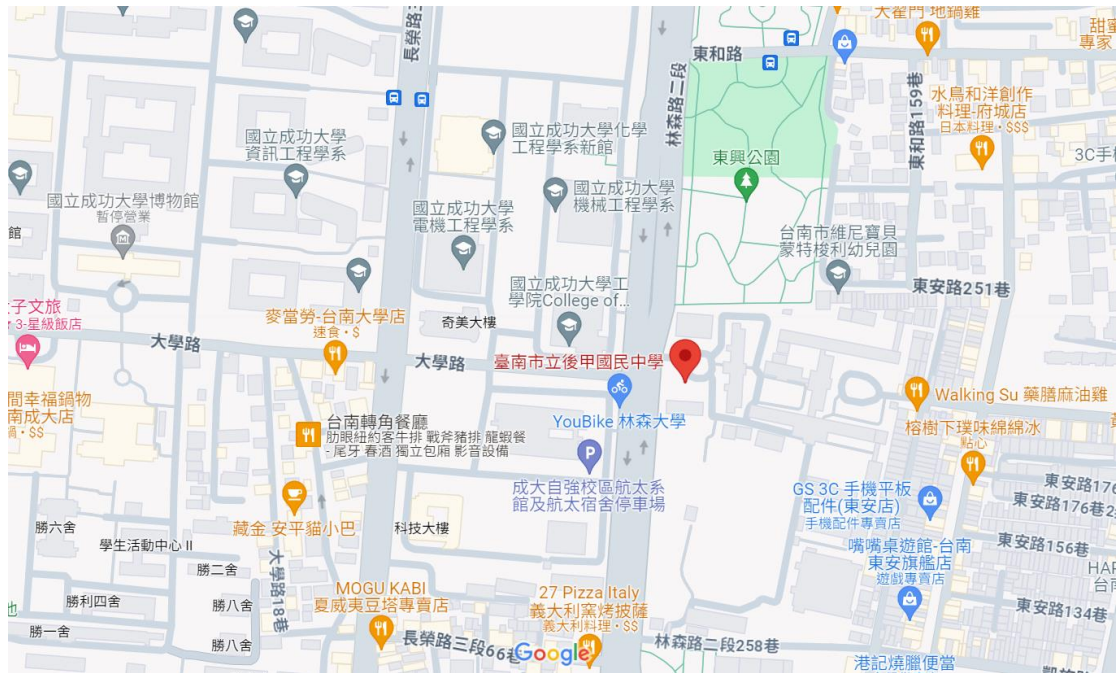 大翟門 地鍋雞
甜蜜
專家
東和路
長榮路三
林森路二段
水鳥和洋創作
料理-府城店
日本料理・$$$
東和路159巷
3C手機
國立成功大學
資訊工程學系
國立成功大學化學
工程學系新館
東興公園
國立成功大學博物館
暫停營業
館
國立成功大學
機械工程學系
國立成功大學
電機工程學系
台南市維尼寶貝
蒙特梭利幼兒園
東安路251巷
國立成功大學工
學院College of...
子文旅
3-星級飯店
麥當勞-台南大學店
速食・$
奇美大樓
大學路
大學路
臺南市立後甲國民中學
YouBike 林森大學
Walking Su 藥膳麻油雞
間幸福鍋物
南成大店
鍋・$$
台南轉角餐廳
肋眼紐約客牛排 戰斧豬排 龍蝦餐
- 尾牙 春酒 獨立包廂 影音設備
榕樹下璞味綿綿冰
點心
P
成大自強校區航太系
館及航太宿舍停車場
GS 3C 手機平板
配件(東安店)
手機配件專賣店
東安路176
東安路176巷2
藏金 安平貓小巴
科技大樓
勝六舍
學生活動中心 II
東安路156巷
嘴嘴桌遊館-台南
東安旗艦店
遊戲專賣店
HAP
台南
勝二舍
大學路18巷
MOGU KABI
夏威夷豆塔專賣店
27 Pizza Italy
義大利窯烤披薩
義大利料理・$$
勝利四舍
勝八舍
東安路134巷
地
勝一舍
勝八舍
長榮路三段66巷
Google
林森路二段258巷
港記燒臘便當